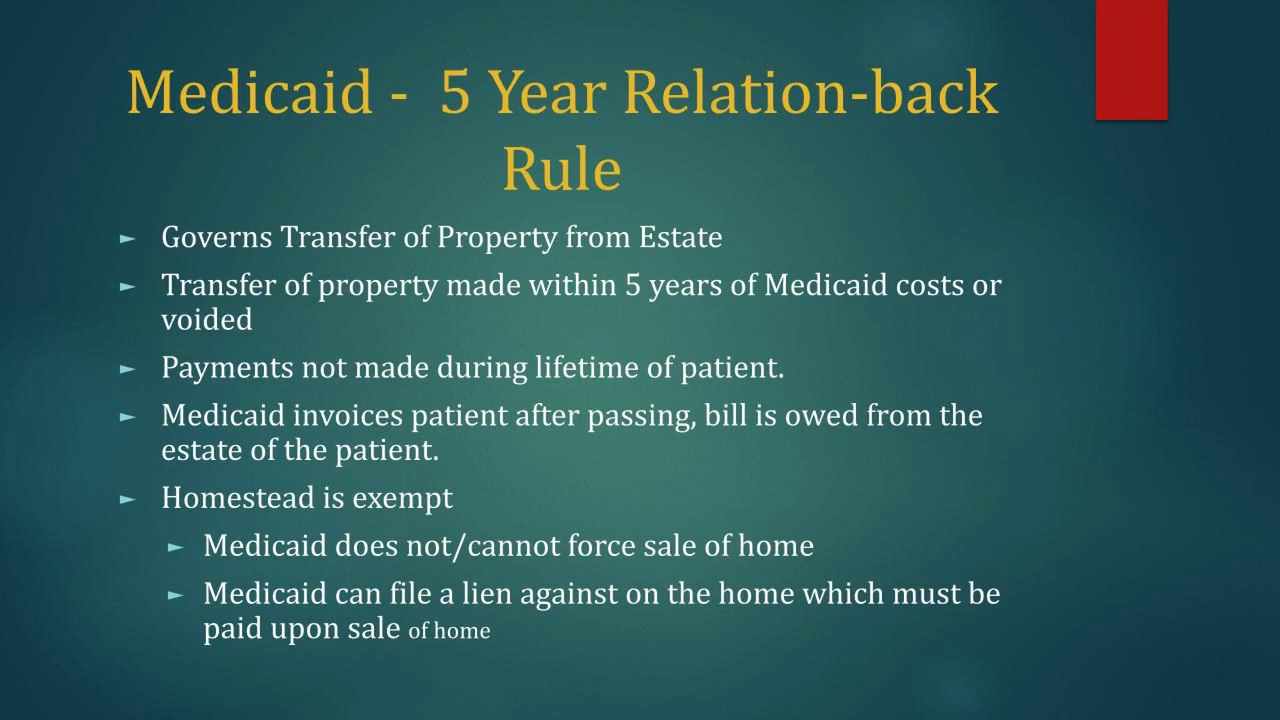 Medicaid - 5 Year Relation-back
Rule
► Governs Transfer of Property from Estate
► Transfer of property made within 5 years of Medicaid costs or
voided
► Payments not made during lifetime of patient.
► Medicaid invoices patient after passing, bill is owed from the
estate of the patient.
► Homestead is exempt
► Medicaid does not/cannot force sale of home
► Medicaid can file a lien against on the home which must be
paid upon sale of home